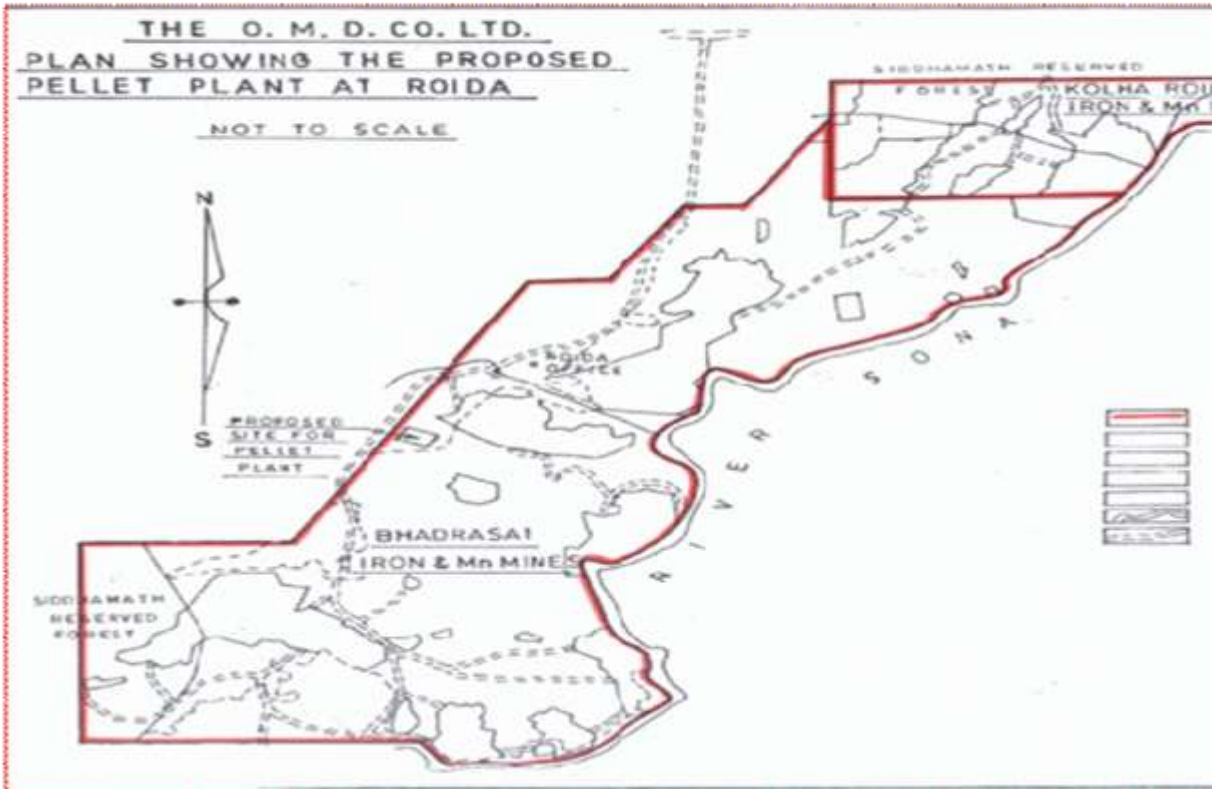 THE O. M. D. CO. LTD.
PLAN SHOWING THE PROPOSED
PELLET PLANT AT ROIDA
NOT TO SCALE
SIDDHAMATH RESERVED
FOREST
KOLHA
IRON & Mn
N
S
ROIDA
OFFICE
PROPOSED
SITE FOR
PELLET
PLANT
RIVER SONA
BHADRASAI
IRON & Mn MINES
SIDDHAMATH
RESERVED
FOREST